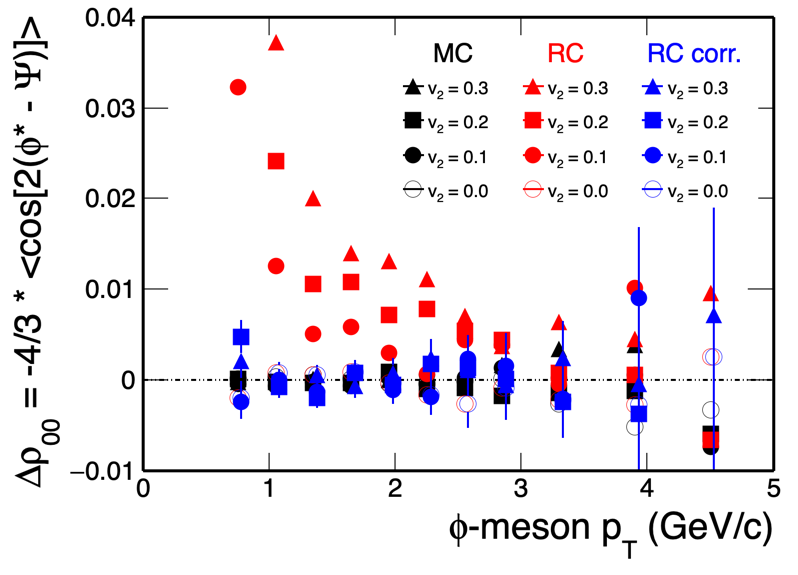 Δρ00 = -4/3 * <cos[2(ϕ* - Ψ)]>
0.04
0.03
0.02
0.01
0
−0.01
MC RC RC corr.
v2 = 0.3 v2 = 0.3 v2 = 0.3
v2 = 0.2 v2 = 0.2 v2 = 0.2
v2 = 0.1 v2 = 0.1 v2 = 0.1
v2 = 0.0 v2 = 0.0 v2 = 0.0
0 1 2 3 4 5
ϕ-meson pT (GeV/c)